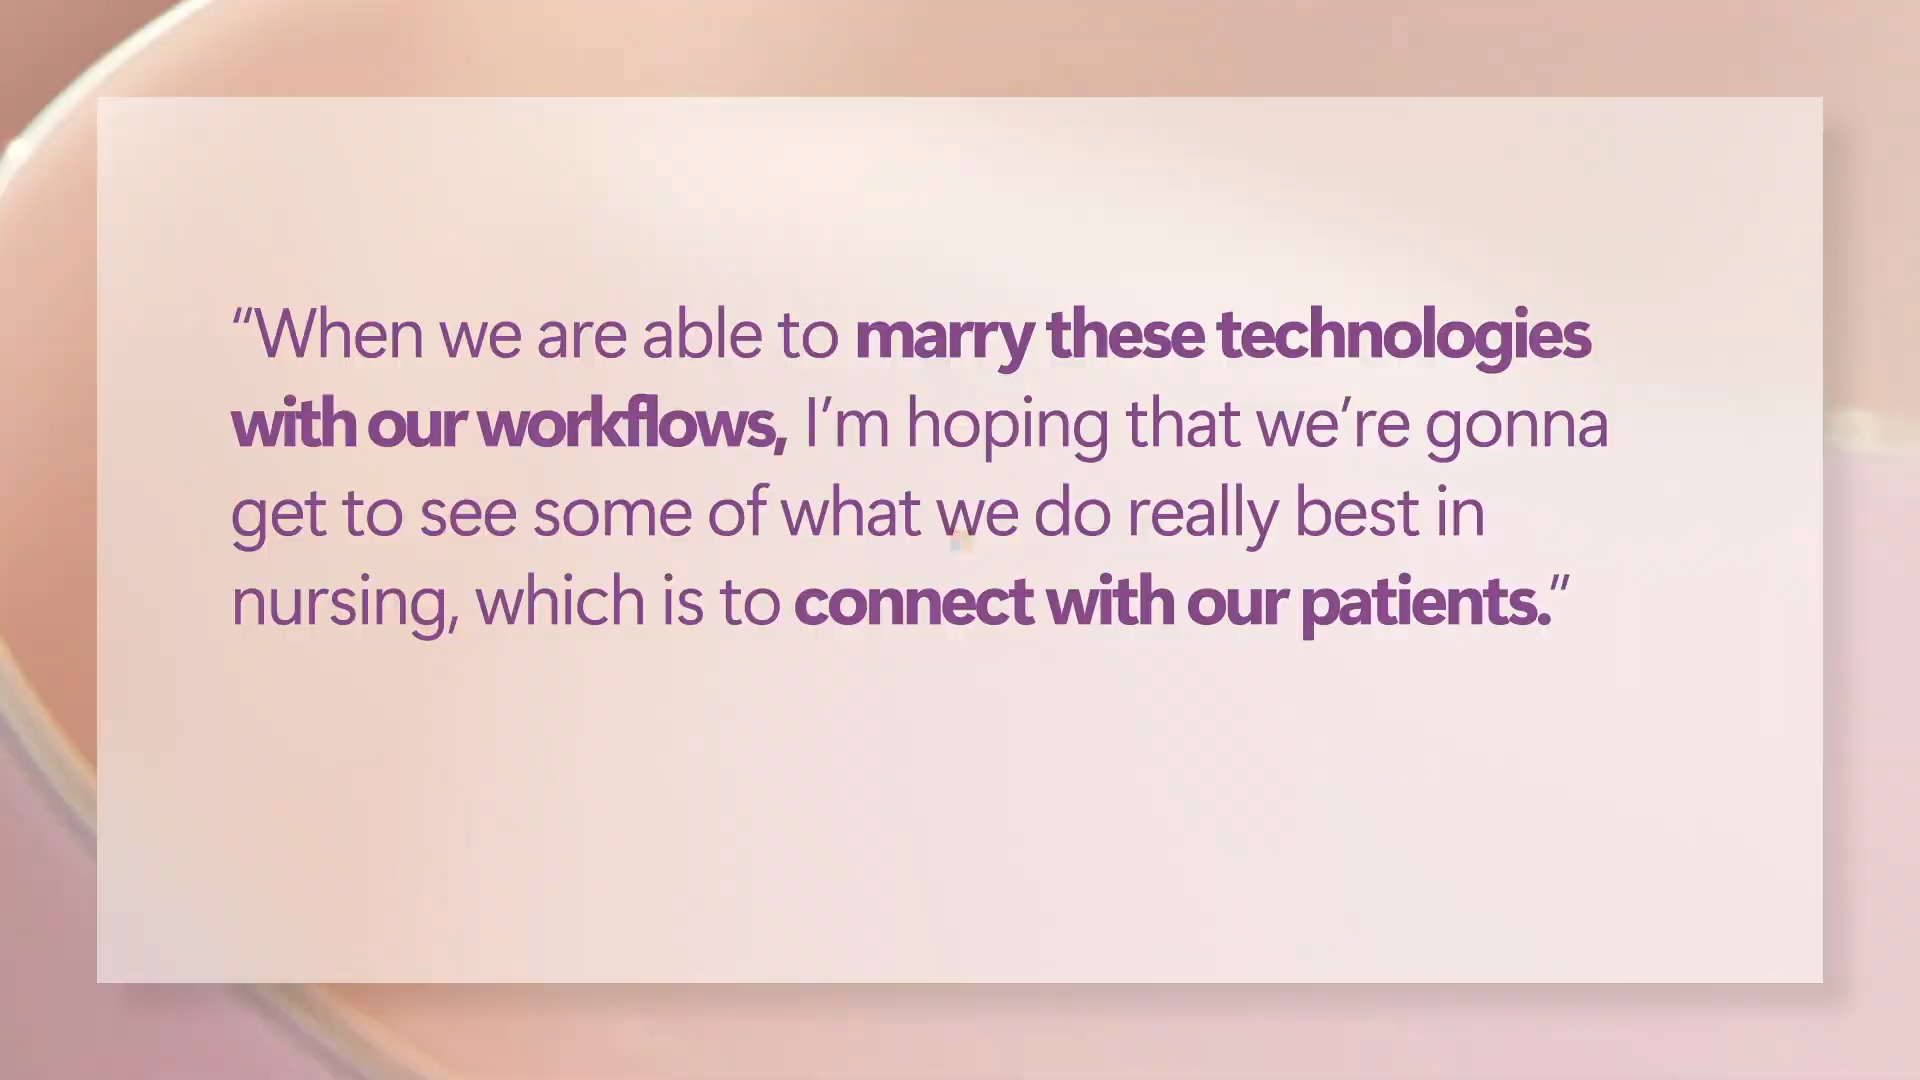 “When we are able to marry these technologies
with our workflows, I’m hoping that we’re gonna
get to see some of what we do really best in
nursing, which is to connect with our patients.”